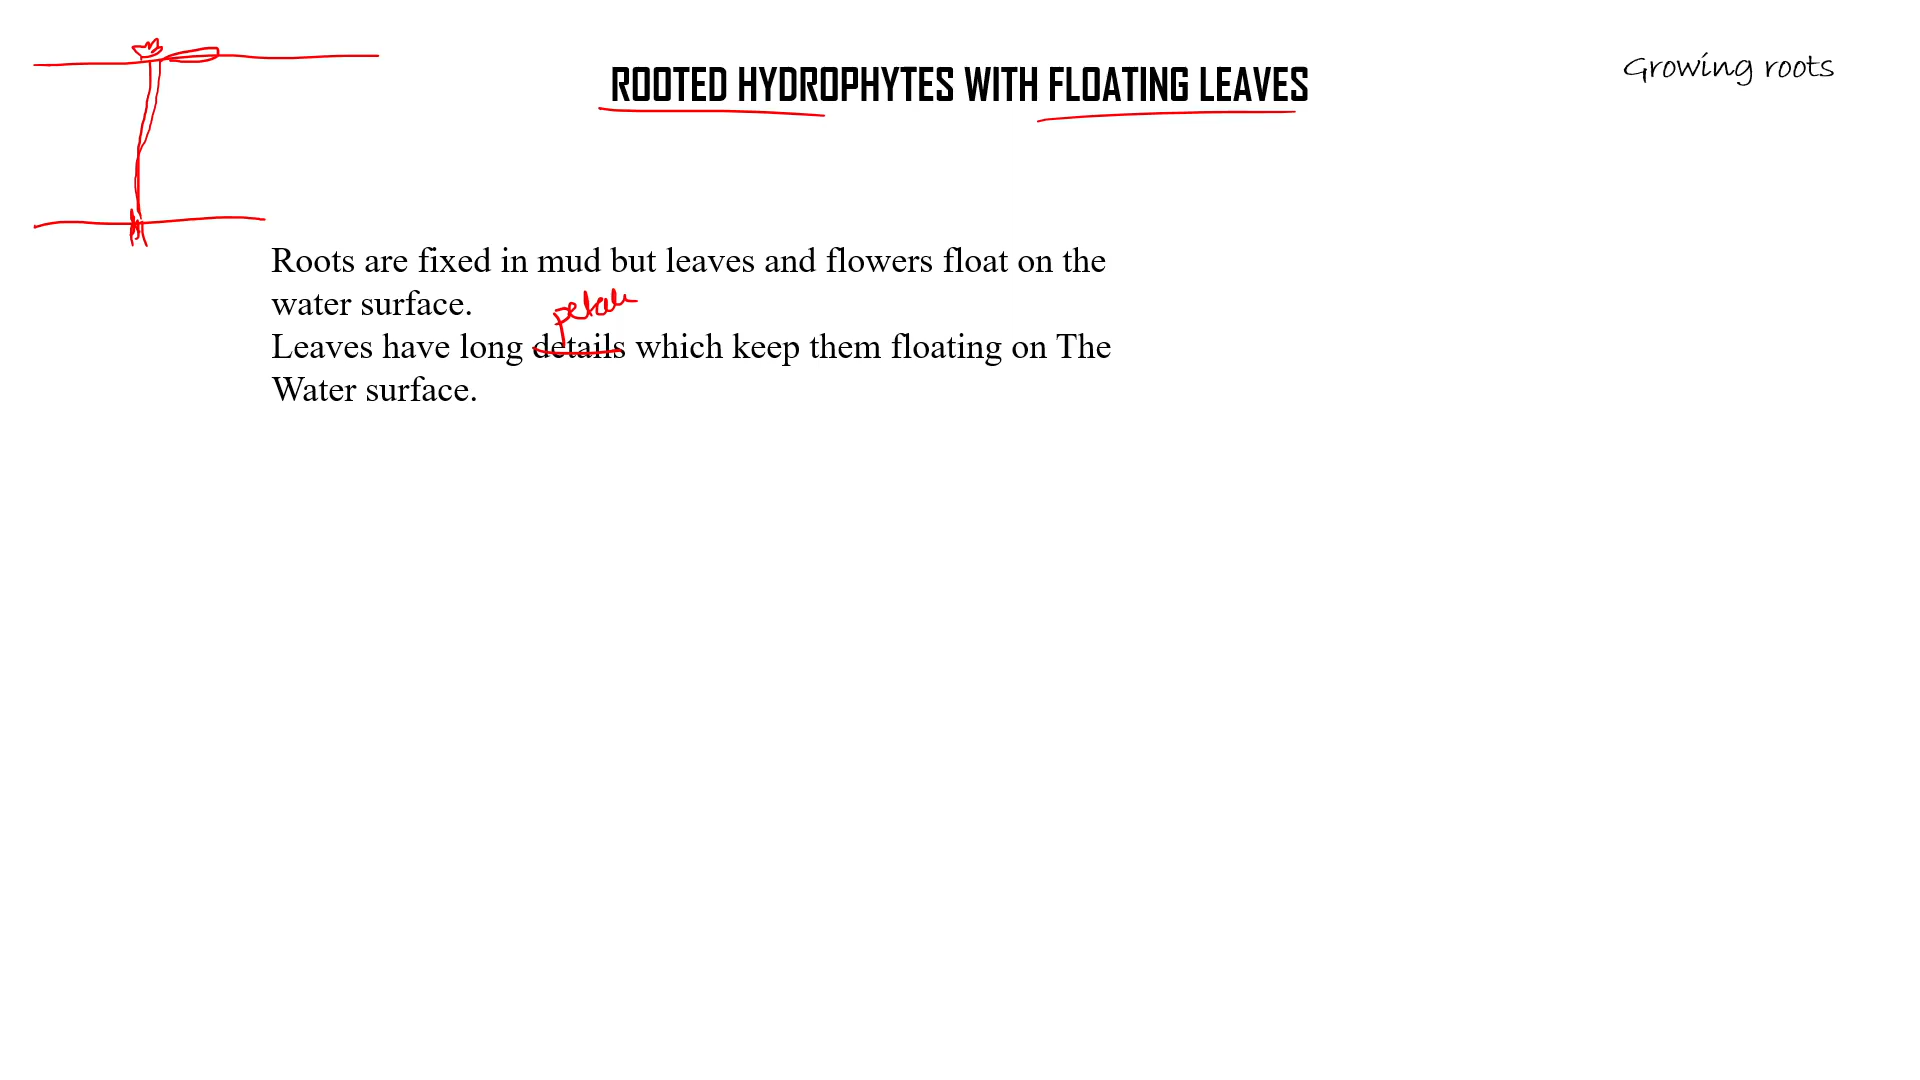 ROOTED HYDROPHYTES WITH FLOATING LEAVES
Growing roots
Roots are fixed in mud but leaves and flowers float on the
water surface.
Leaves have long details which keep them floating on The
Water surface.